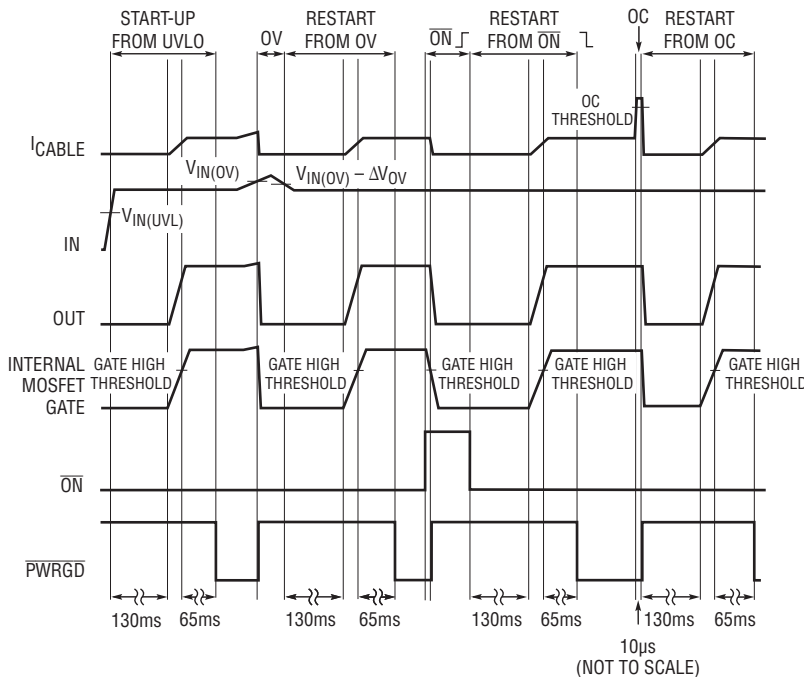 START-UP
FROM UVLO
OV
RESTART
FROM OV
ON
RESTART
FROM ON
OC
RESTART
FROM OC
OC
THRESHOLD
ICABLE
VIN(OV)
VIN(OV) – ΔVOV
VIN(UVL)
IN
OUT
INTERNAL
MOSFET
GATE
GATE HIGH
THRESHOLD
GATE HIGH
THRESHOLD
GATE HIGH
THRESHOLD
GATE HIGH
THRESHOLD
GATE HIGH
THRESHOLD
ON
PWRGD
130ms
65ms
130ms
65ms
130ms
65ms
130ms
65ms
10µs
(NOT TO SCALE)